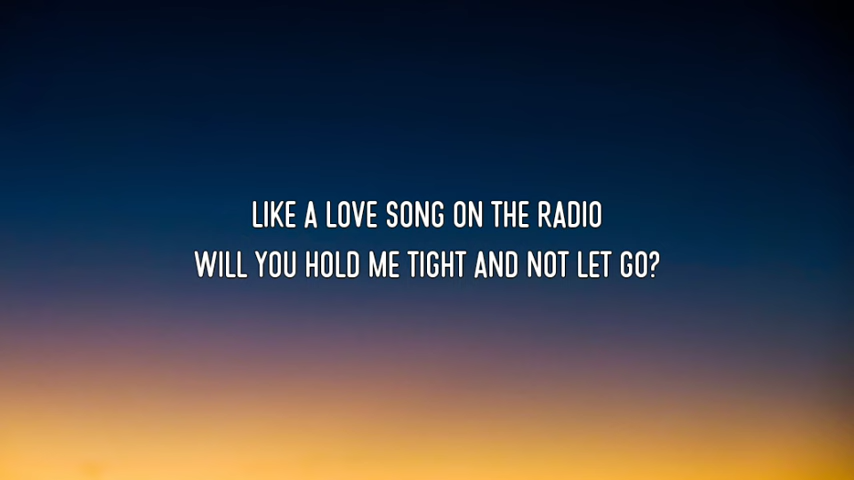 LIKE A LOVE SONG ON THE RADIO
WILL YOU HOLD ME TIGHT AND NOT LET GO?